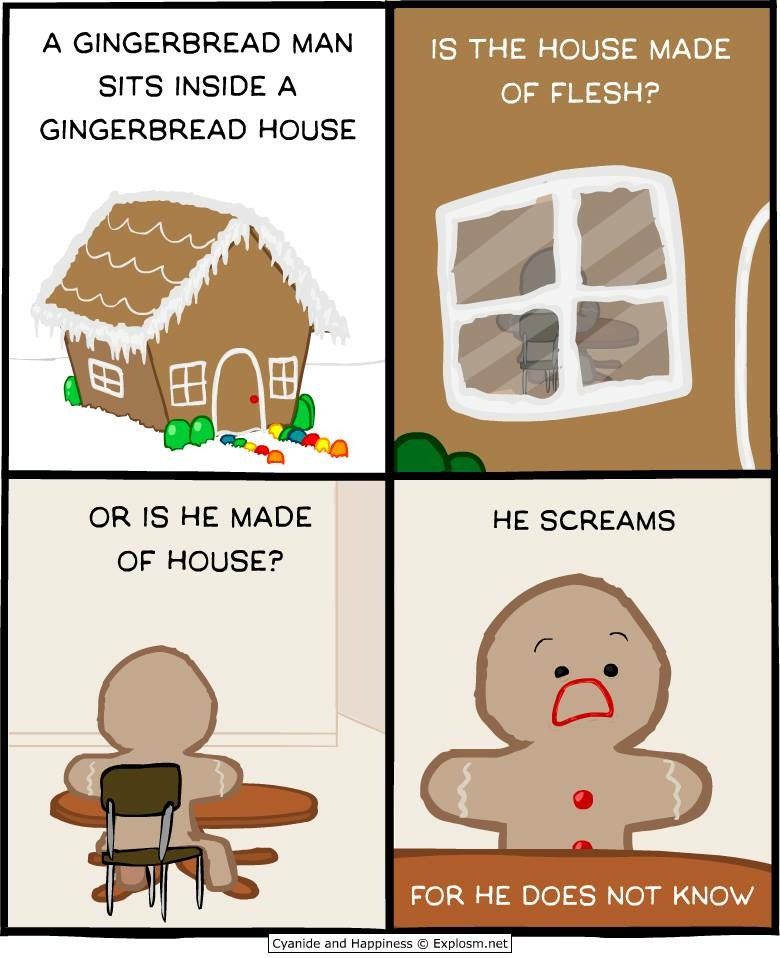 A GINGERBREAD MAN
SITS INSIDE A
GINGERBREAD HOUSE
IS THE HOUSE MADE
OF FLESH?
OR IS HE MADE
OF HOUSE?
HE SCREAMS
FOR HE DOES NOT KNOW
Cyanide and Happiness © Explosm.net